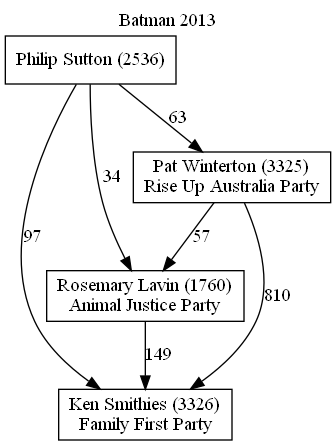 Batman 2013
Philip Sutton (2536)
63
Pat Winterton (3325)
Rise Up Australia Party
34
97
57
Rosemary Lavin (1760)
Animal Justice Party
810
149
Ken Smithies (3326)
Family First Party